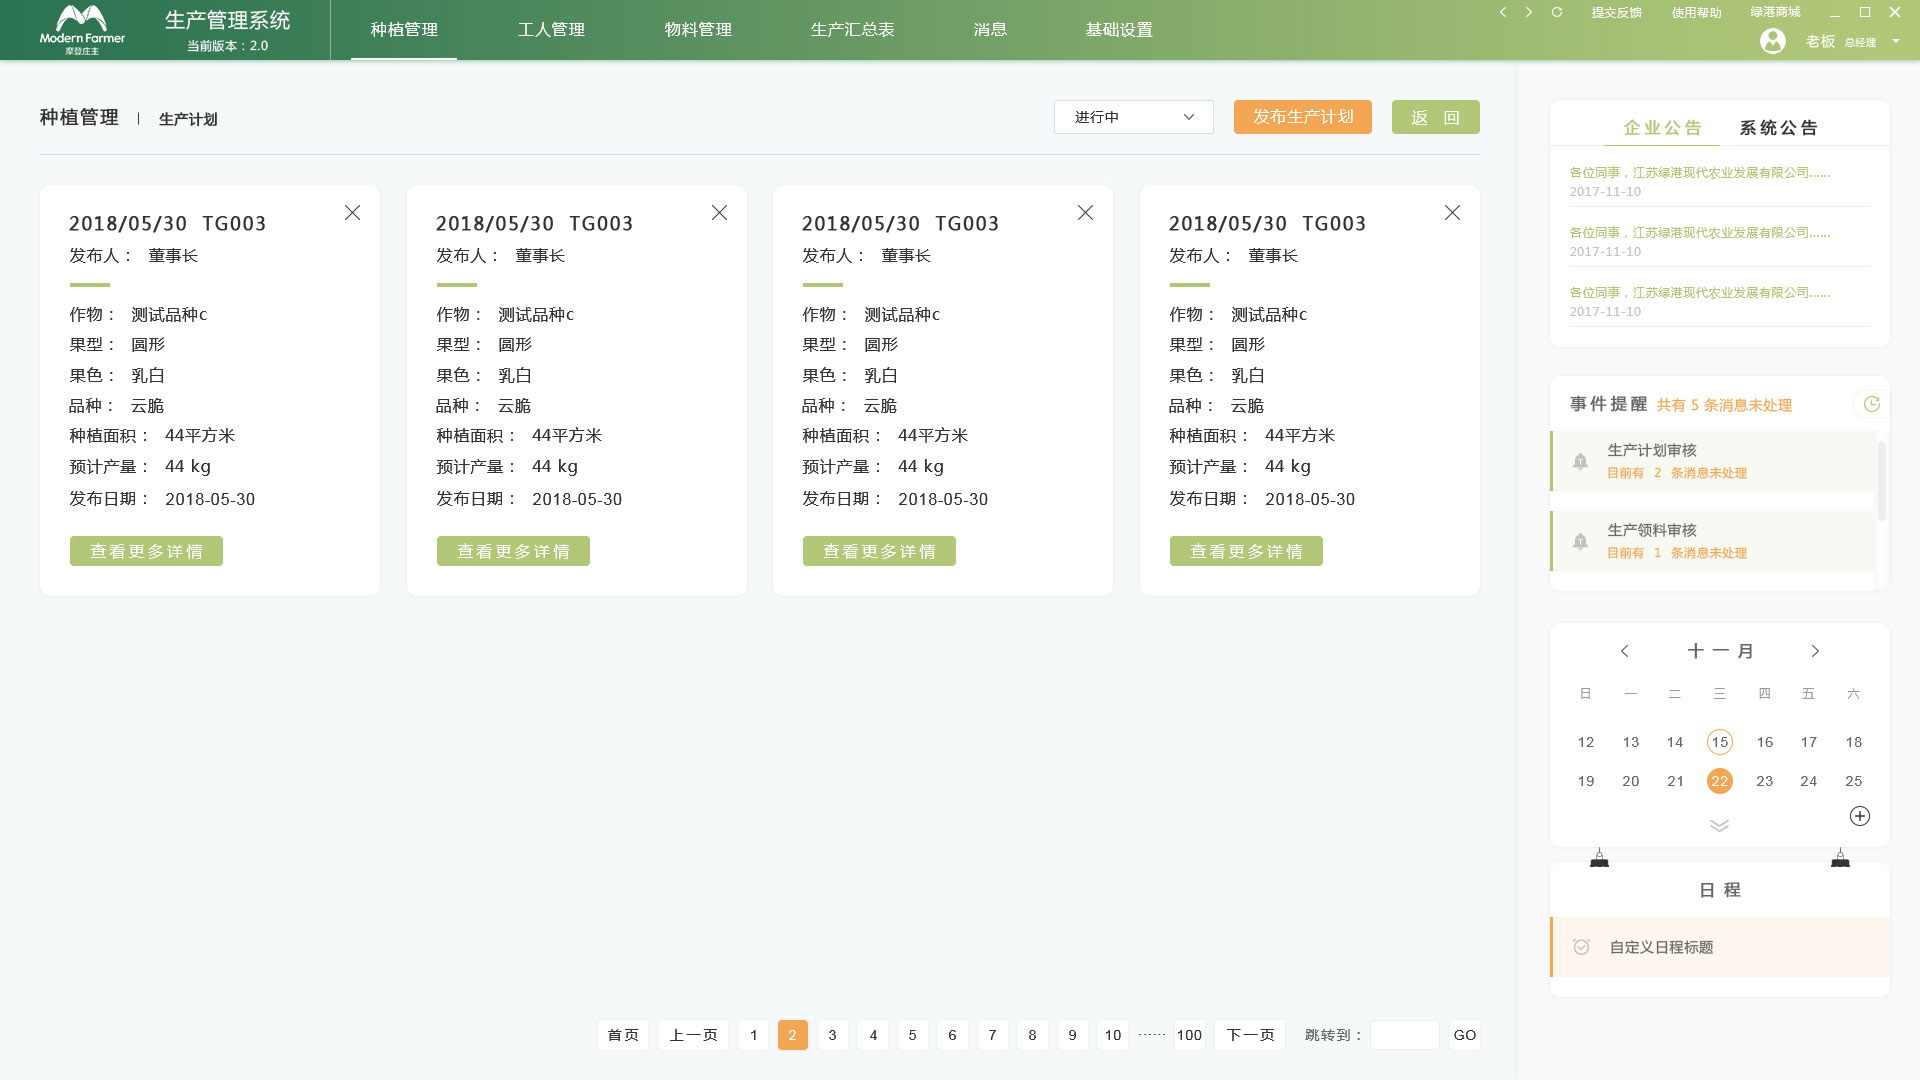 Modern Farmer
摩登庄主
生产管理系统
当前版本：2.0
种植管理
工人管理
物料管理
生产汇总表
消息
基础设置
提交反馈
使用帮助
绿港商城
老板 总经理
种植管理 | 生产计划
进行中
发布生产计划
返 回
2018/05/30 TG003
发布人： 董事长
作物： 测试品种c
果型： 圆形
果色： 乳白
品种： 云脆
种植面积： 44平方米
预计产量： 44 kg
发布日期： 2018-05-30
查看更多详情
2018/05/30 TG003
发布人： 董事长
作物： 测试品种c
果型： 圆形
果色： 乳白
品种： 云脆
种植面积： 44平方米
预计产量： 44 kg
发布日期： 2018-05-30
查看更多详情
2018/05/30 TG003
发布人： 董事长
作物： 测试品种c
果型： 圆形
果色： 乳白
品种： 云脆
种植面积： 44平方米
预计产量： 44 kg
发布日期： 2018-05-30
查看更多详情
2018/05/30 TG003
发布人： 董事长
作物： 测试品种c
果型： 圆形
果色： 乳白
品种： 云脆
种植面积： 44平方米
预计产量： 44 kg
发布日期： 2018-05-30
查看更多详情
首页 上一页 1 2 3 4 5 6 7 8 9 10 ······ 100 下一页 跳转到： GO
企业公告 系统公告
各位同事，江苏绿港现代农业发展有限公司......
2017-11-10
各位同事，江苏绿港现代农业发展有限公司......
2017-11-10
各位同事，江苏绿港现代农业发展有限公司......
2017-11-10
事件提醒 共有 5 条消息未处理
生产计划审核
目前有 2 条消息未处理
生产领料审核
目前有 1 条消息未处理
十一月
日 一 二 三 四 五 六
12 13 14 15 16 17 18
19 20 21 22 23 24 25
日 程
自定义日程标题